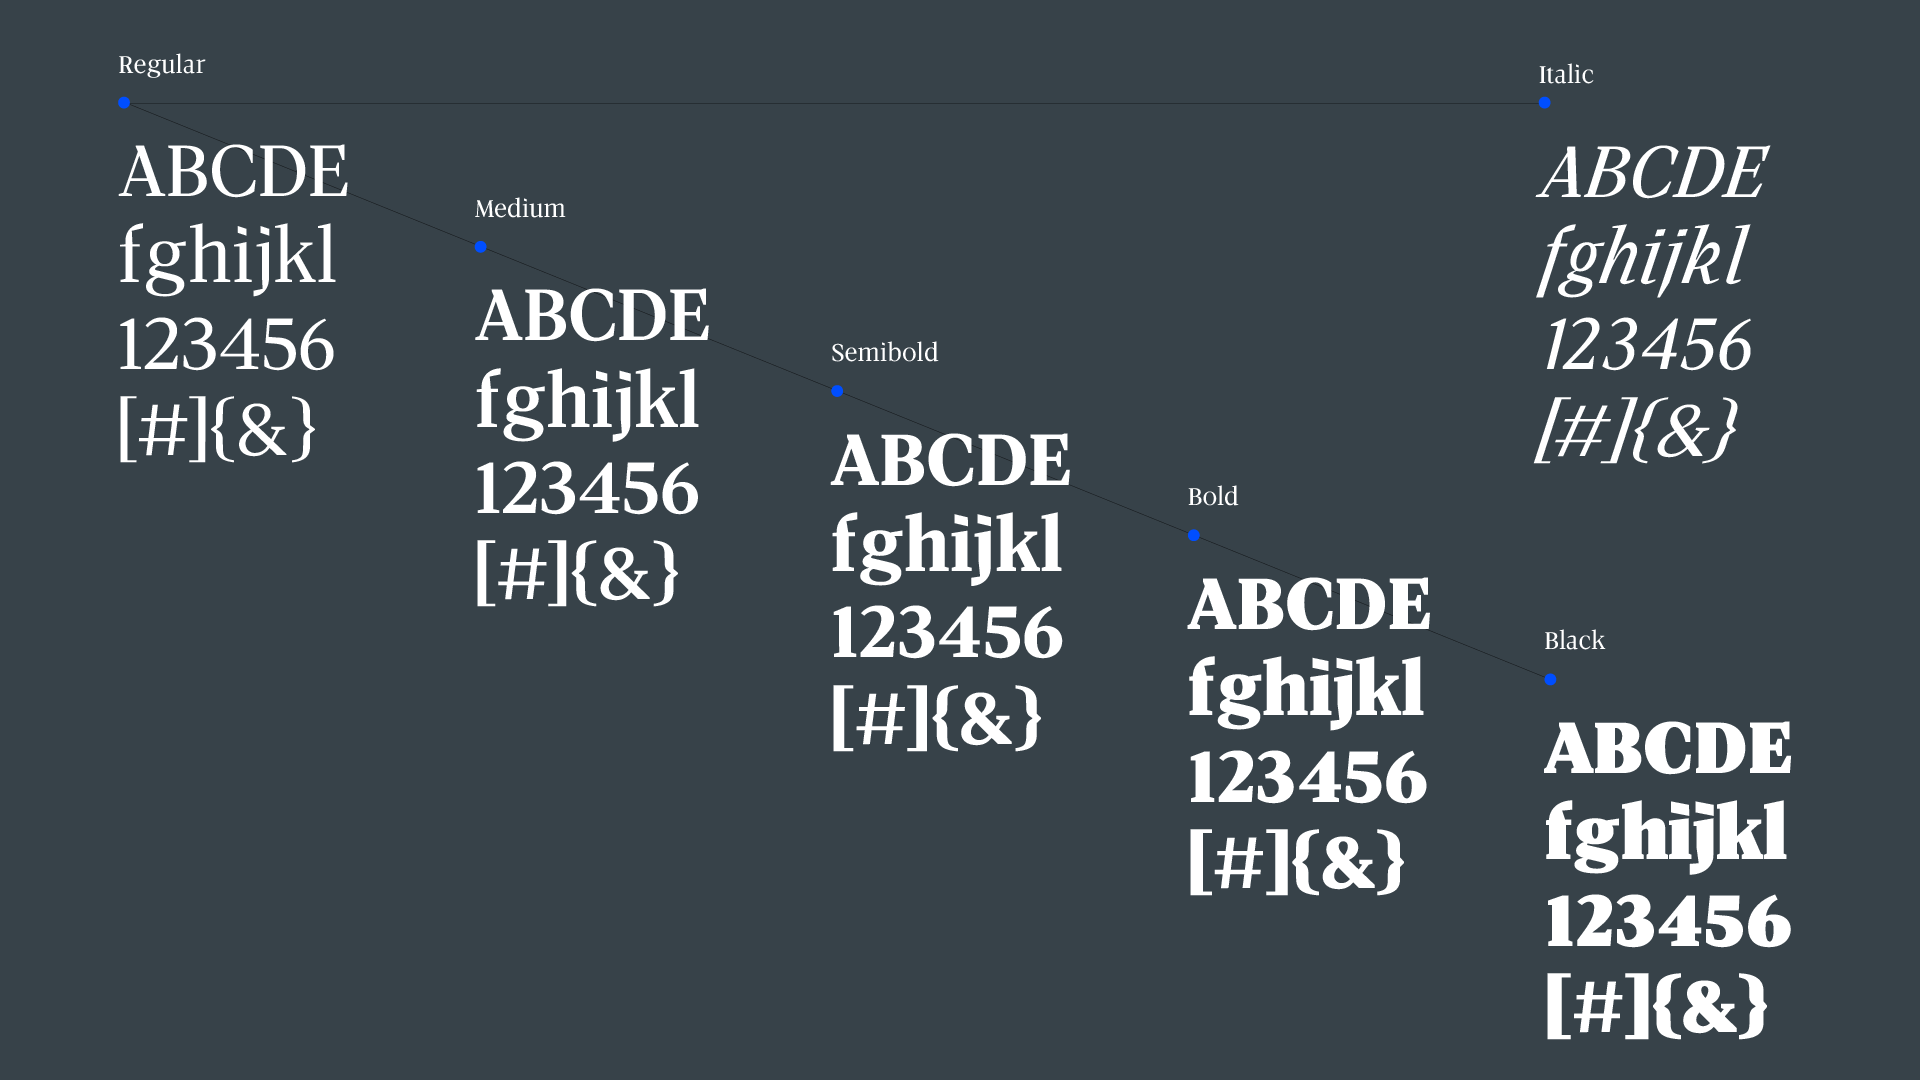 Regular
ABCDE
fghijkl
123456
[#]{&}
Medium
ABCDE
fghijkl
123456
[#]{&}
Semibold
ABCDE
fghijkl
123456
[#]{&}
Bold
ABCDE
fghijkl
123456
[#]{&}
Black
ABCDE
fghijkl
123456
[#]{&}
Italic
ABCDE
fghijkl
123456
[#]{&}